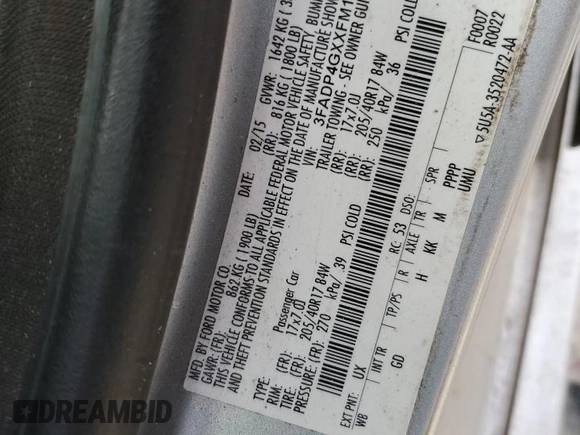 MFD. BY FORD MOTOR CO.
DATE: 02/15 GVWR: 1642 KG
GAWR: (FR) 862 KG (1900 LB) (RR): 816 KG (1800 LB)
THIS VEHICLE CONFORMS TO ALL APPLICABLE FEDERAL MOTOR VEHICLE SAFETY, BUM
AND THEFT PREVENTION STANDARDS IN EFFECT ON THE DATE OF MANUFACTURE SHOW
VIN: 3FADP4GXXFM1
TYPE: Passenger Car TRAILER TOWING - SEE OWNER GUI
RIM: (FR): 17x7.0J (RR): 17x7.0J
TIRE: (FR): 205/40R17 84W (RR): 205/40R17 84W
PRESSURE: (FR): 270 kPa/ 39 PSI COLD (RR): 250 kPa/ 36 PSI COLD
EXT PNT: UX RC: 53 DSO: F0007
WB INT TR TP/PS R AXLE TR SPR R0022
GD H KK M PPPP
UMU
▽5U5A-3520472-AA
DREAMBID